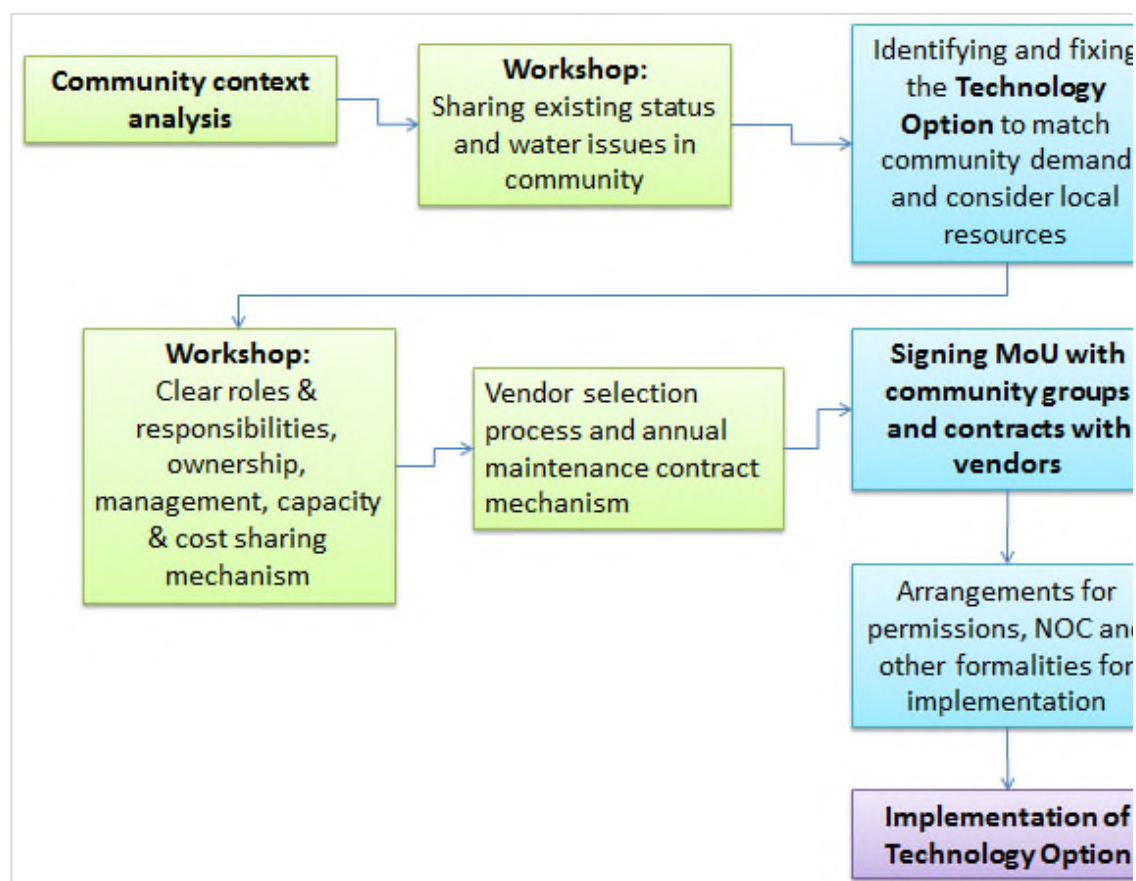 Community context
analysis
Workshop:
Sharing existing status
and water issues in
community
Identifying and fixing
the Technology
Option to match
community demand
and consider local
resources
Workshop:
Clear roles &
responsibilities,
ownership,
management, capacity
& cost sharing
mechanism
Vendor selection
process and annual
maintenance contract
mechanism
Signing MoU with
community groups
and contracts with
vendors
Arrangements for
permissions, NOC and
other formalities for
implementation
Implementation of
Technology Option